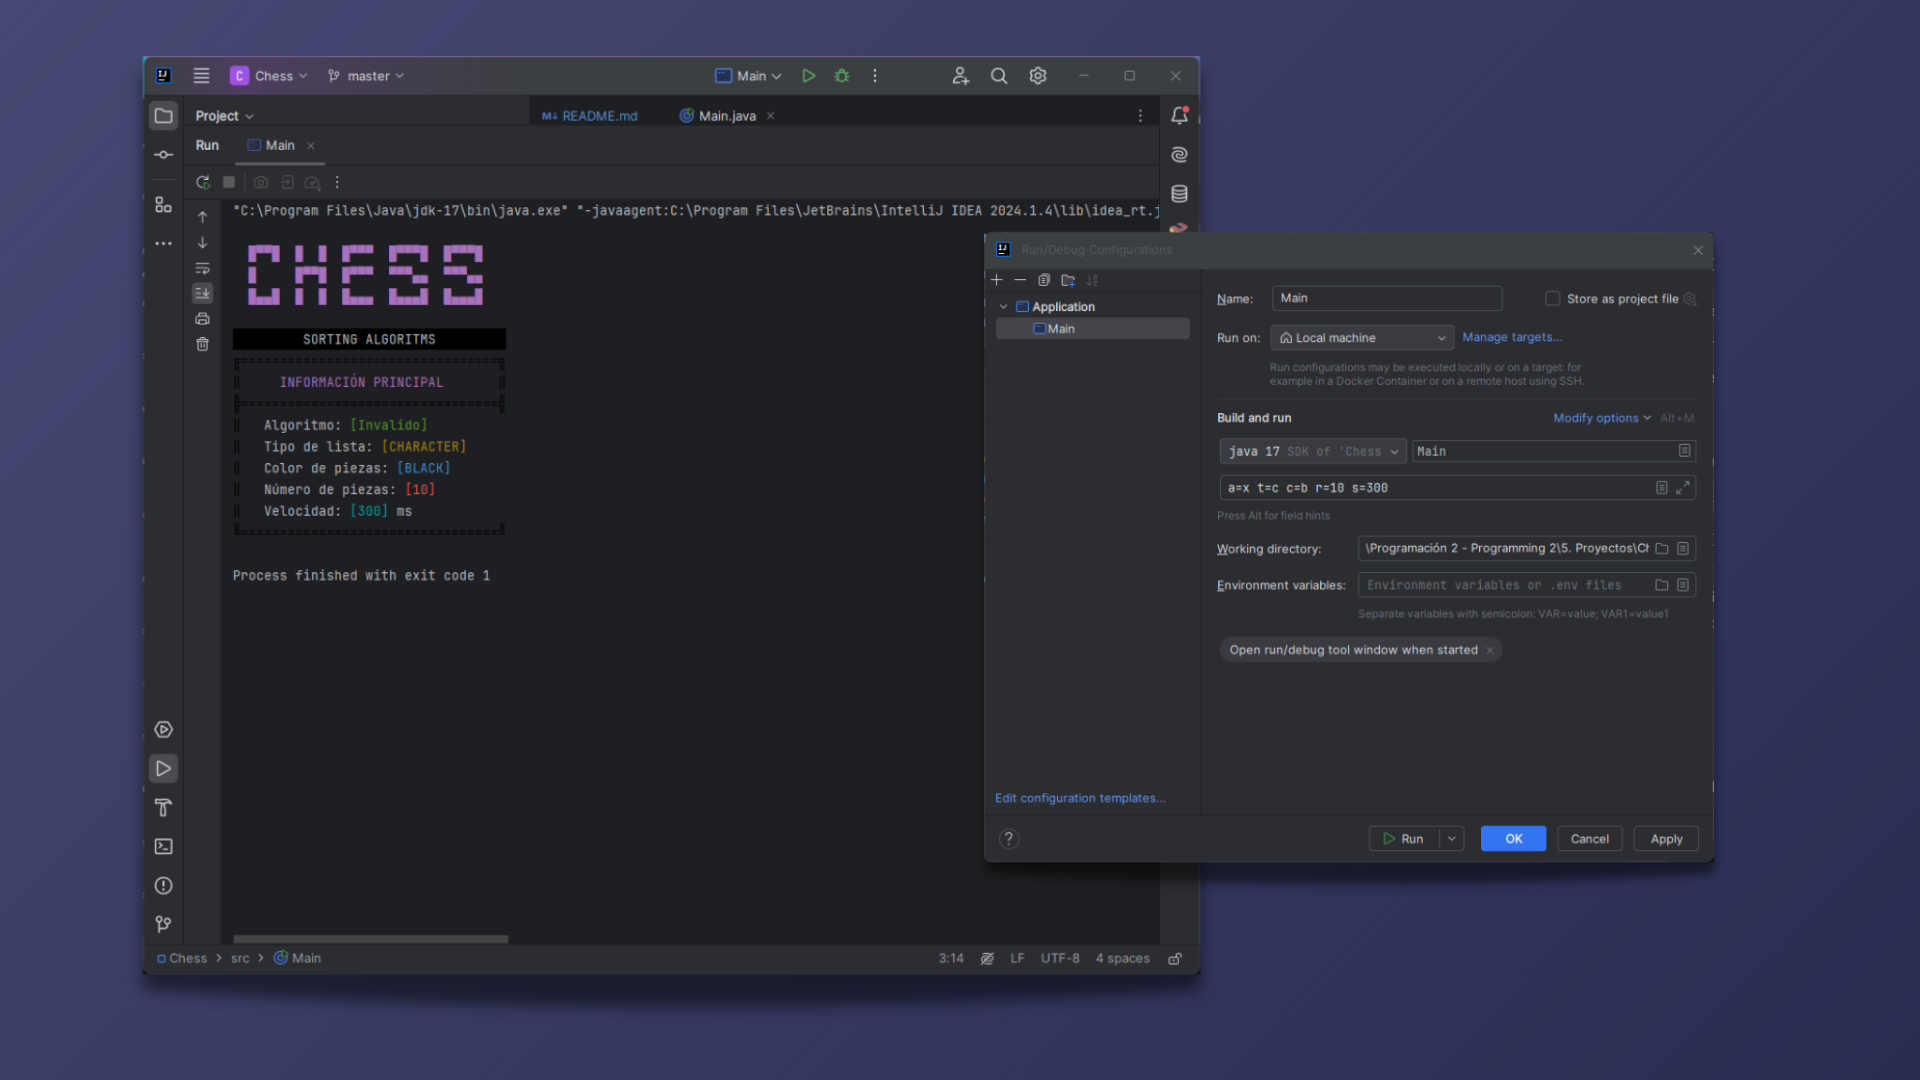 C Chess master Main
Project
M↓ README.md Main.java
Run Main
"C:\Program Files\Java\jdk-17\bin\java.exe" "-javaagent:C:\Program Files\JetBrains\IntelliJ IDEA 2024.1.4\lib\idea_rt.j
CHESS
SORTING ALGORITMS
INFORMACIÓN PRINCIPAL
Algoritmo: [Invalido]
Tipo de lista: [CHARACTER]
Color de piezas: [BLACK]
Número de piezas: [10]
Velocidad: [300] ms
Process finished with exit code 1
Chess > src > Main
3:14 LF UTF-8 4 spaces
Run/Debug Configurations
Application
Main
Edit configuration templates...
Name: Main Store as project file
Run on: Local machine Manage targets...
Run configurations may be executed locally or on a target: for
example in a Docker Container or on a remote host using SSH.
Build and run Modify options Alt+M
java 17 SDK of 'Chess Main
a=x t=c c=b r=10 s=300
Press Alt for field hints
Working directory: \Programación 2 - Programming 2\5. Proyectos\Ch
Environment variables: Environment variables or .env files
Separate variables with semicolon: VAR=value; VAR1=value1
Open run/debug tool window when started
? Run OK Cancel Apply